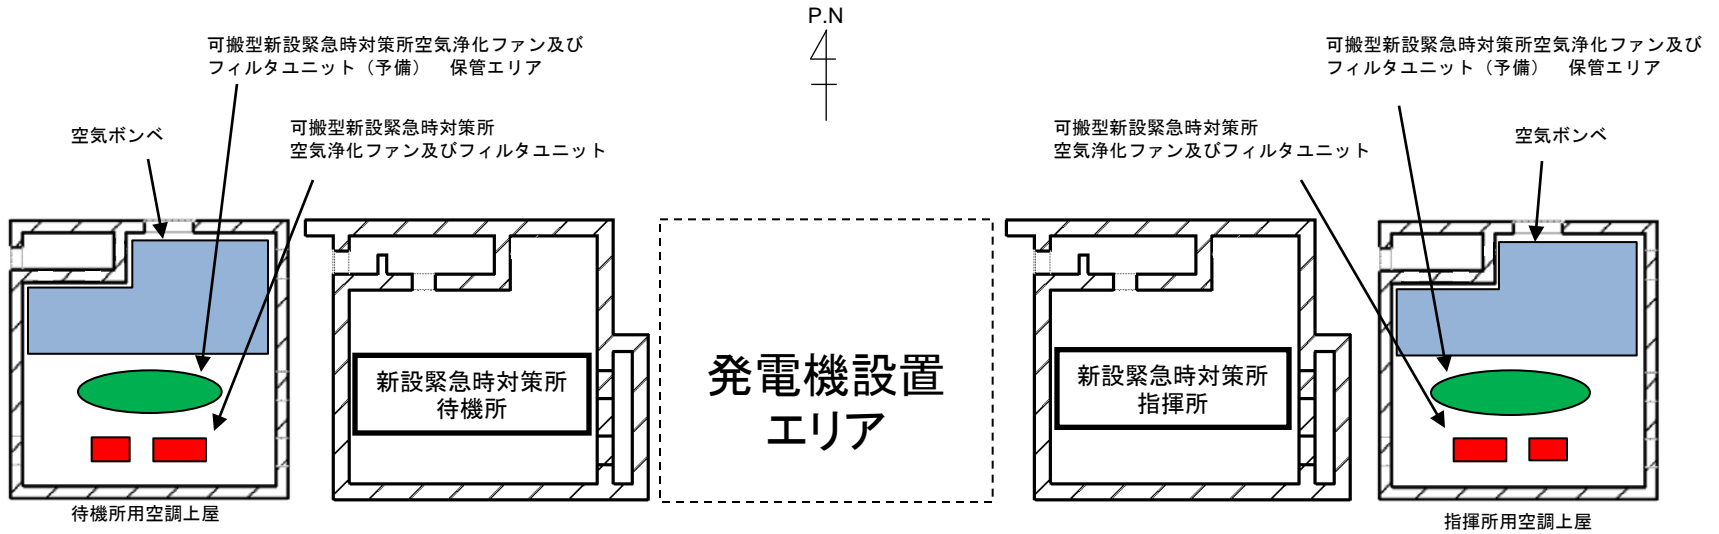 P.N
可搬型新設緊急時対策所空気浄化ファン及び
フィルタユニット（予備）　保管エリア
空気ボンベ
可搬型新設緊急時対策所
空気浄化ファン及びフィルタユニット
可搬型新設緊急時対策所空気浄化ファン及び
フィルタユニット（予備）　保管エリア
可搬型新設緊急時対策所
空気浄化ファン及びフィルタユニット
空気ボンベ
新設緊急時対策所
待機所
発電機設置
エリア
新設緊急時対策所
指揮所
待機所用空調上屋
指揮所用空調上屋